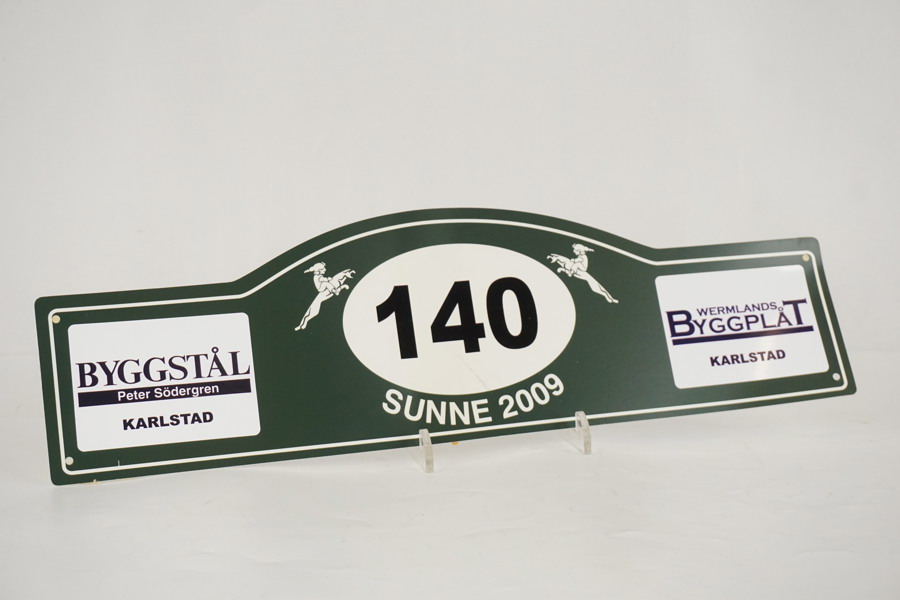 BYGGSTÅL
Peter Södergren
KARLSTAD
140
SUNNE 2009
WERMLANDS
BYGGPLÅT
KARLSTAD